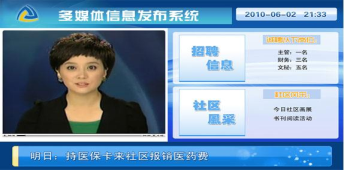 多媒体信息发布系统
2010-06-02 21:33
招聘
信息
主管：一名
财务：三名
文秘：五名
社区
风采
今日社区画展
书刊阅读活动
明日：持医保卡来社区报销医药费